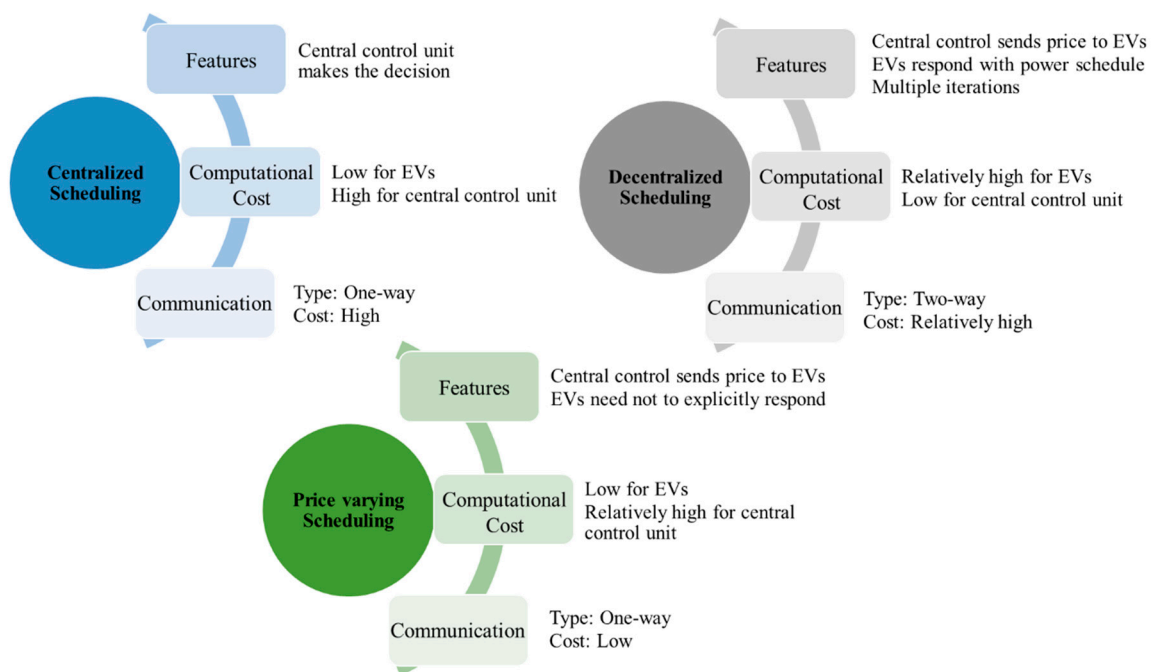 Features
Central control unit
makes the decision
Centralized
Scheduling
Computational
Cost
Low for EVs
High for central control unit
Communication
Type: One-way
Cost: High
Features
Central control sends price to EVs
EVs respond with power schedule
Multiple iterations
Decentralized
Scheduling
Computational
Cost
Relatively high for EVs
Low for central control unit
Communication
Type: Two-way
Cost: Relatively high
Features
Central control sends price to EVs
EVs need not to explicitly respond
Price varying
Scheduling
Computational
Cost
Low for EVs
Relatively high for central
control unit
Communication
Type: One-way
Cost: Low